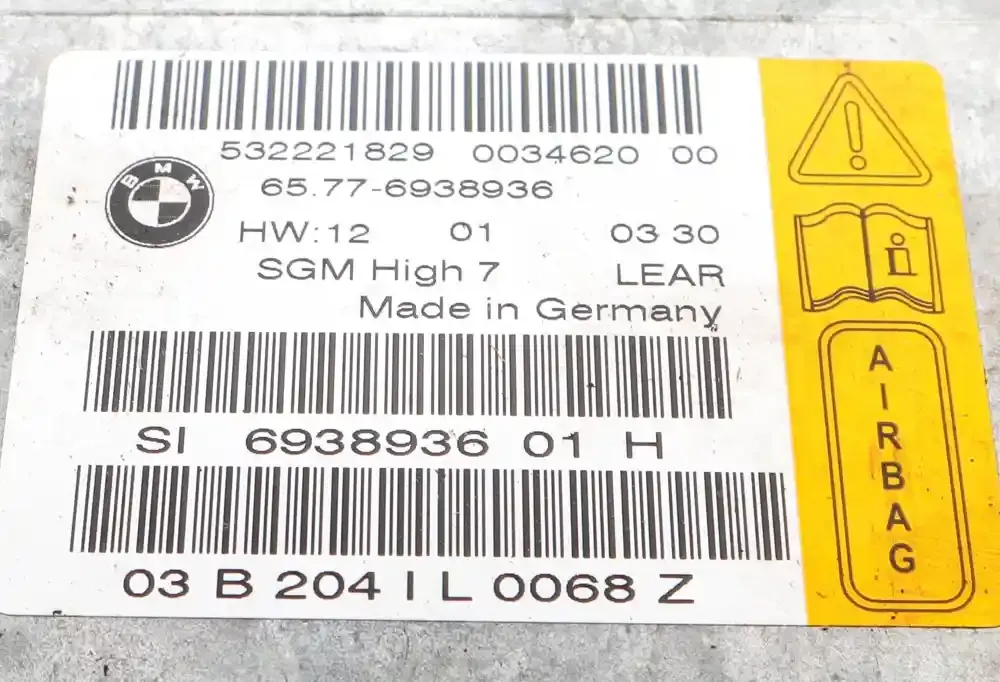 532221829 0034620 00
BMW
65.77-6938936
HW:12 01 03 30
SGM High 7 LEAR
Made in Germany
SI 6938936 01 H
03 B 204 I L 0068 Z
i
AIRBAG